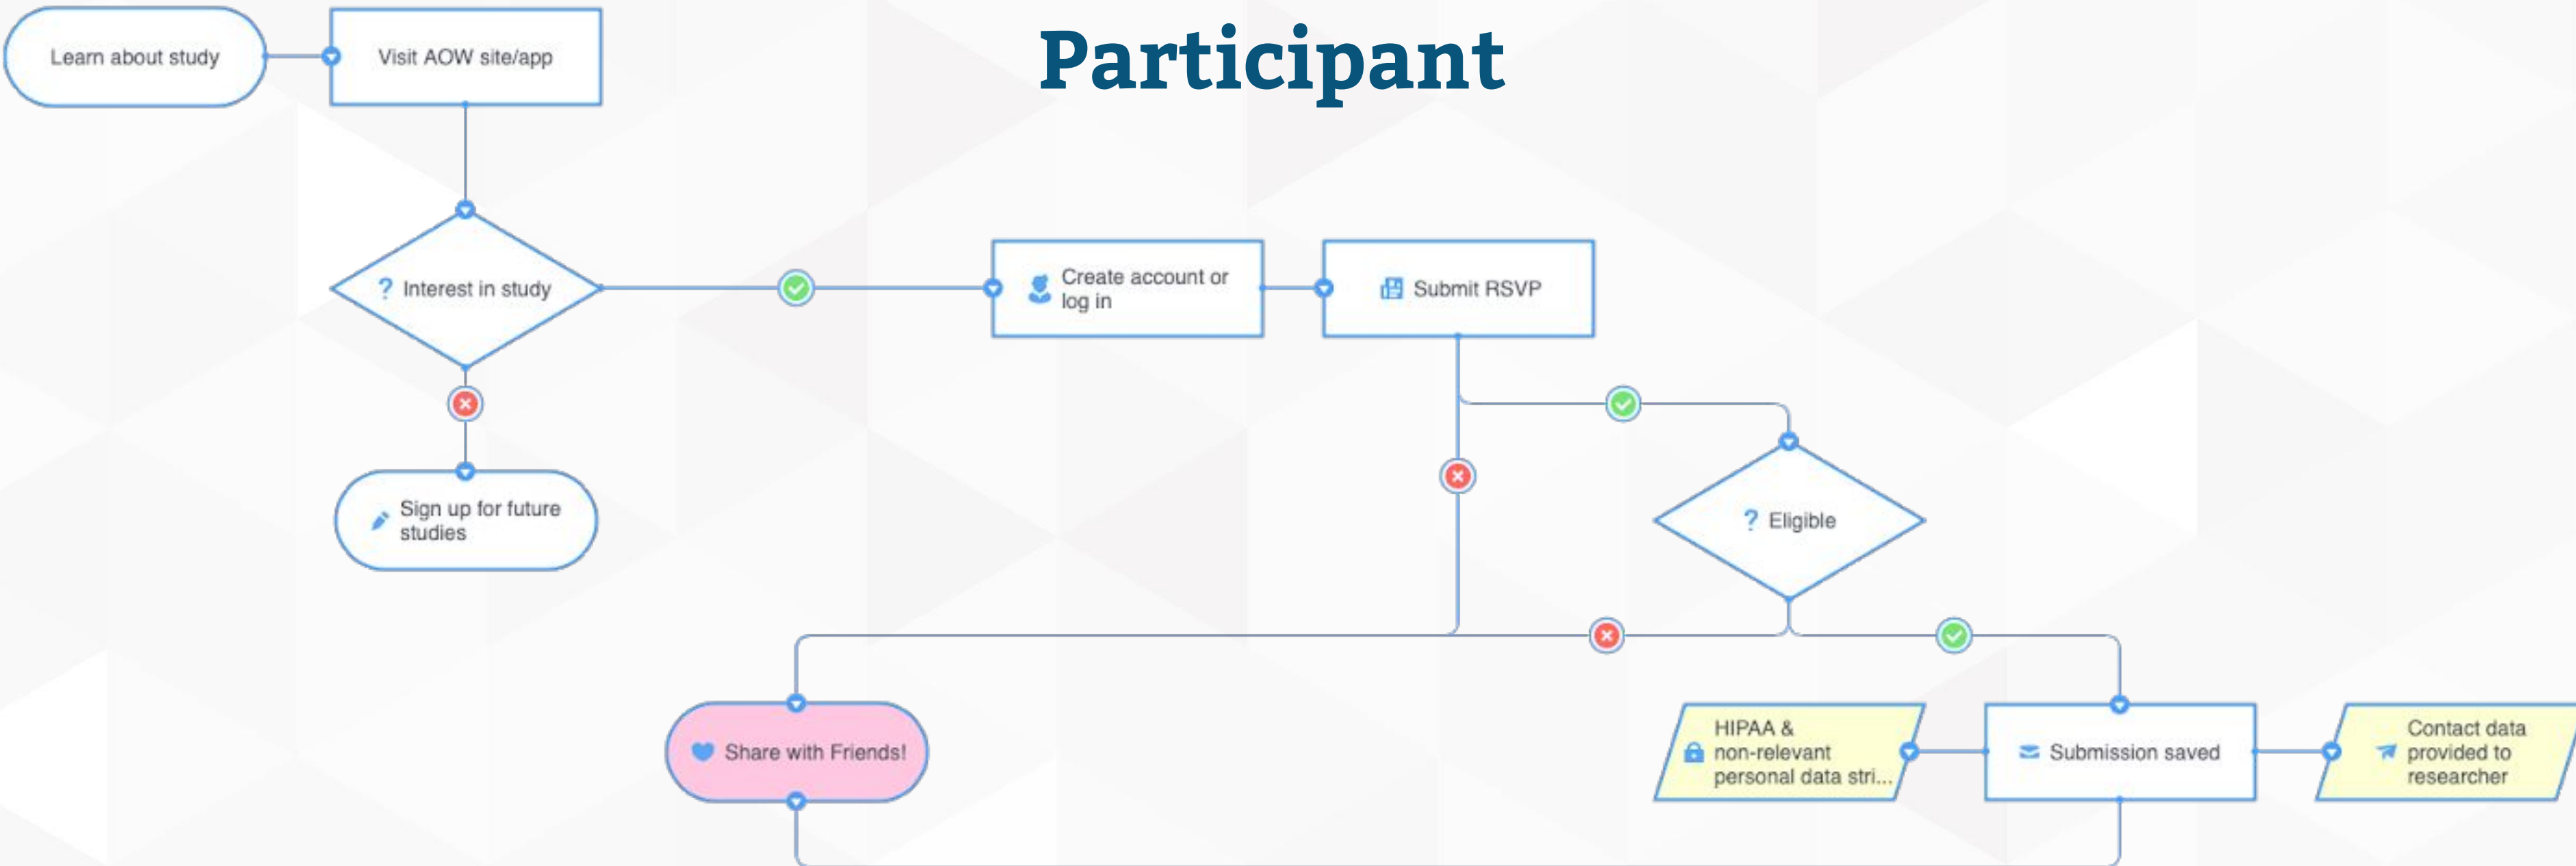 Participant
Learn about study
Visit AOW site/app
? Interest in study
Create account or
log in
Submit RSVP
Sign up for future
studies
? Eligible
Share with Friends!
HIPAA &
non-relevant
personal data stri...
Submission saved
Contact data
provided to
researcher